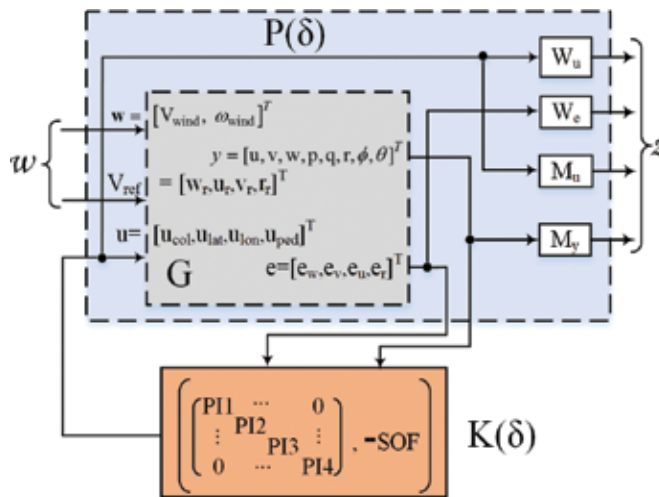 P(δ)
W_u
W_e
M_u
M_y
z
w
w = [V_wind, ω_wind]^T
y = [u, v, w, p, q, r, ϕ, θ]^T
V_ref = [w_r, u_r, v_r, r_r]^T
u= [u_col, u_lat, u_lon, u_ped]^T
G
e=[e_w, e_v, e_u, e_r]^T
PI1 ... 0
⋮ PI2
PI3 ⋮
0 ... PI4
, -SOF
K(δ)